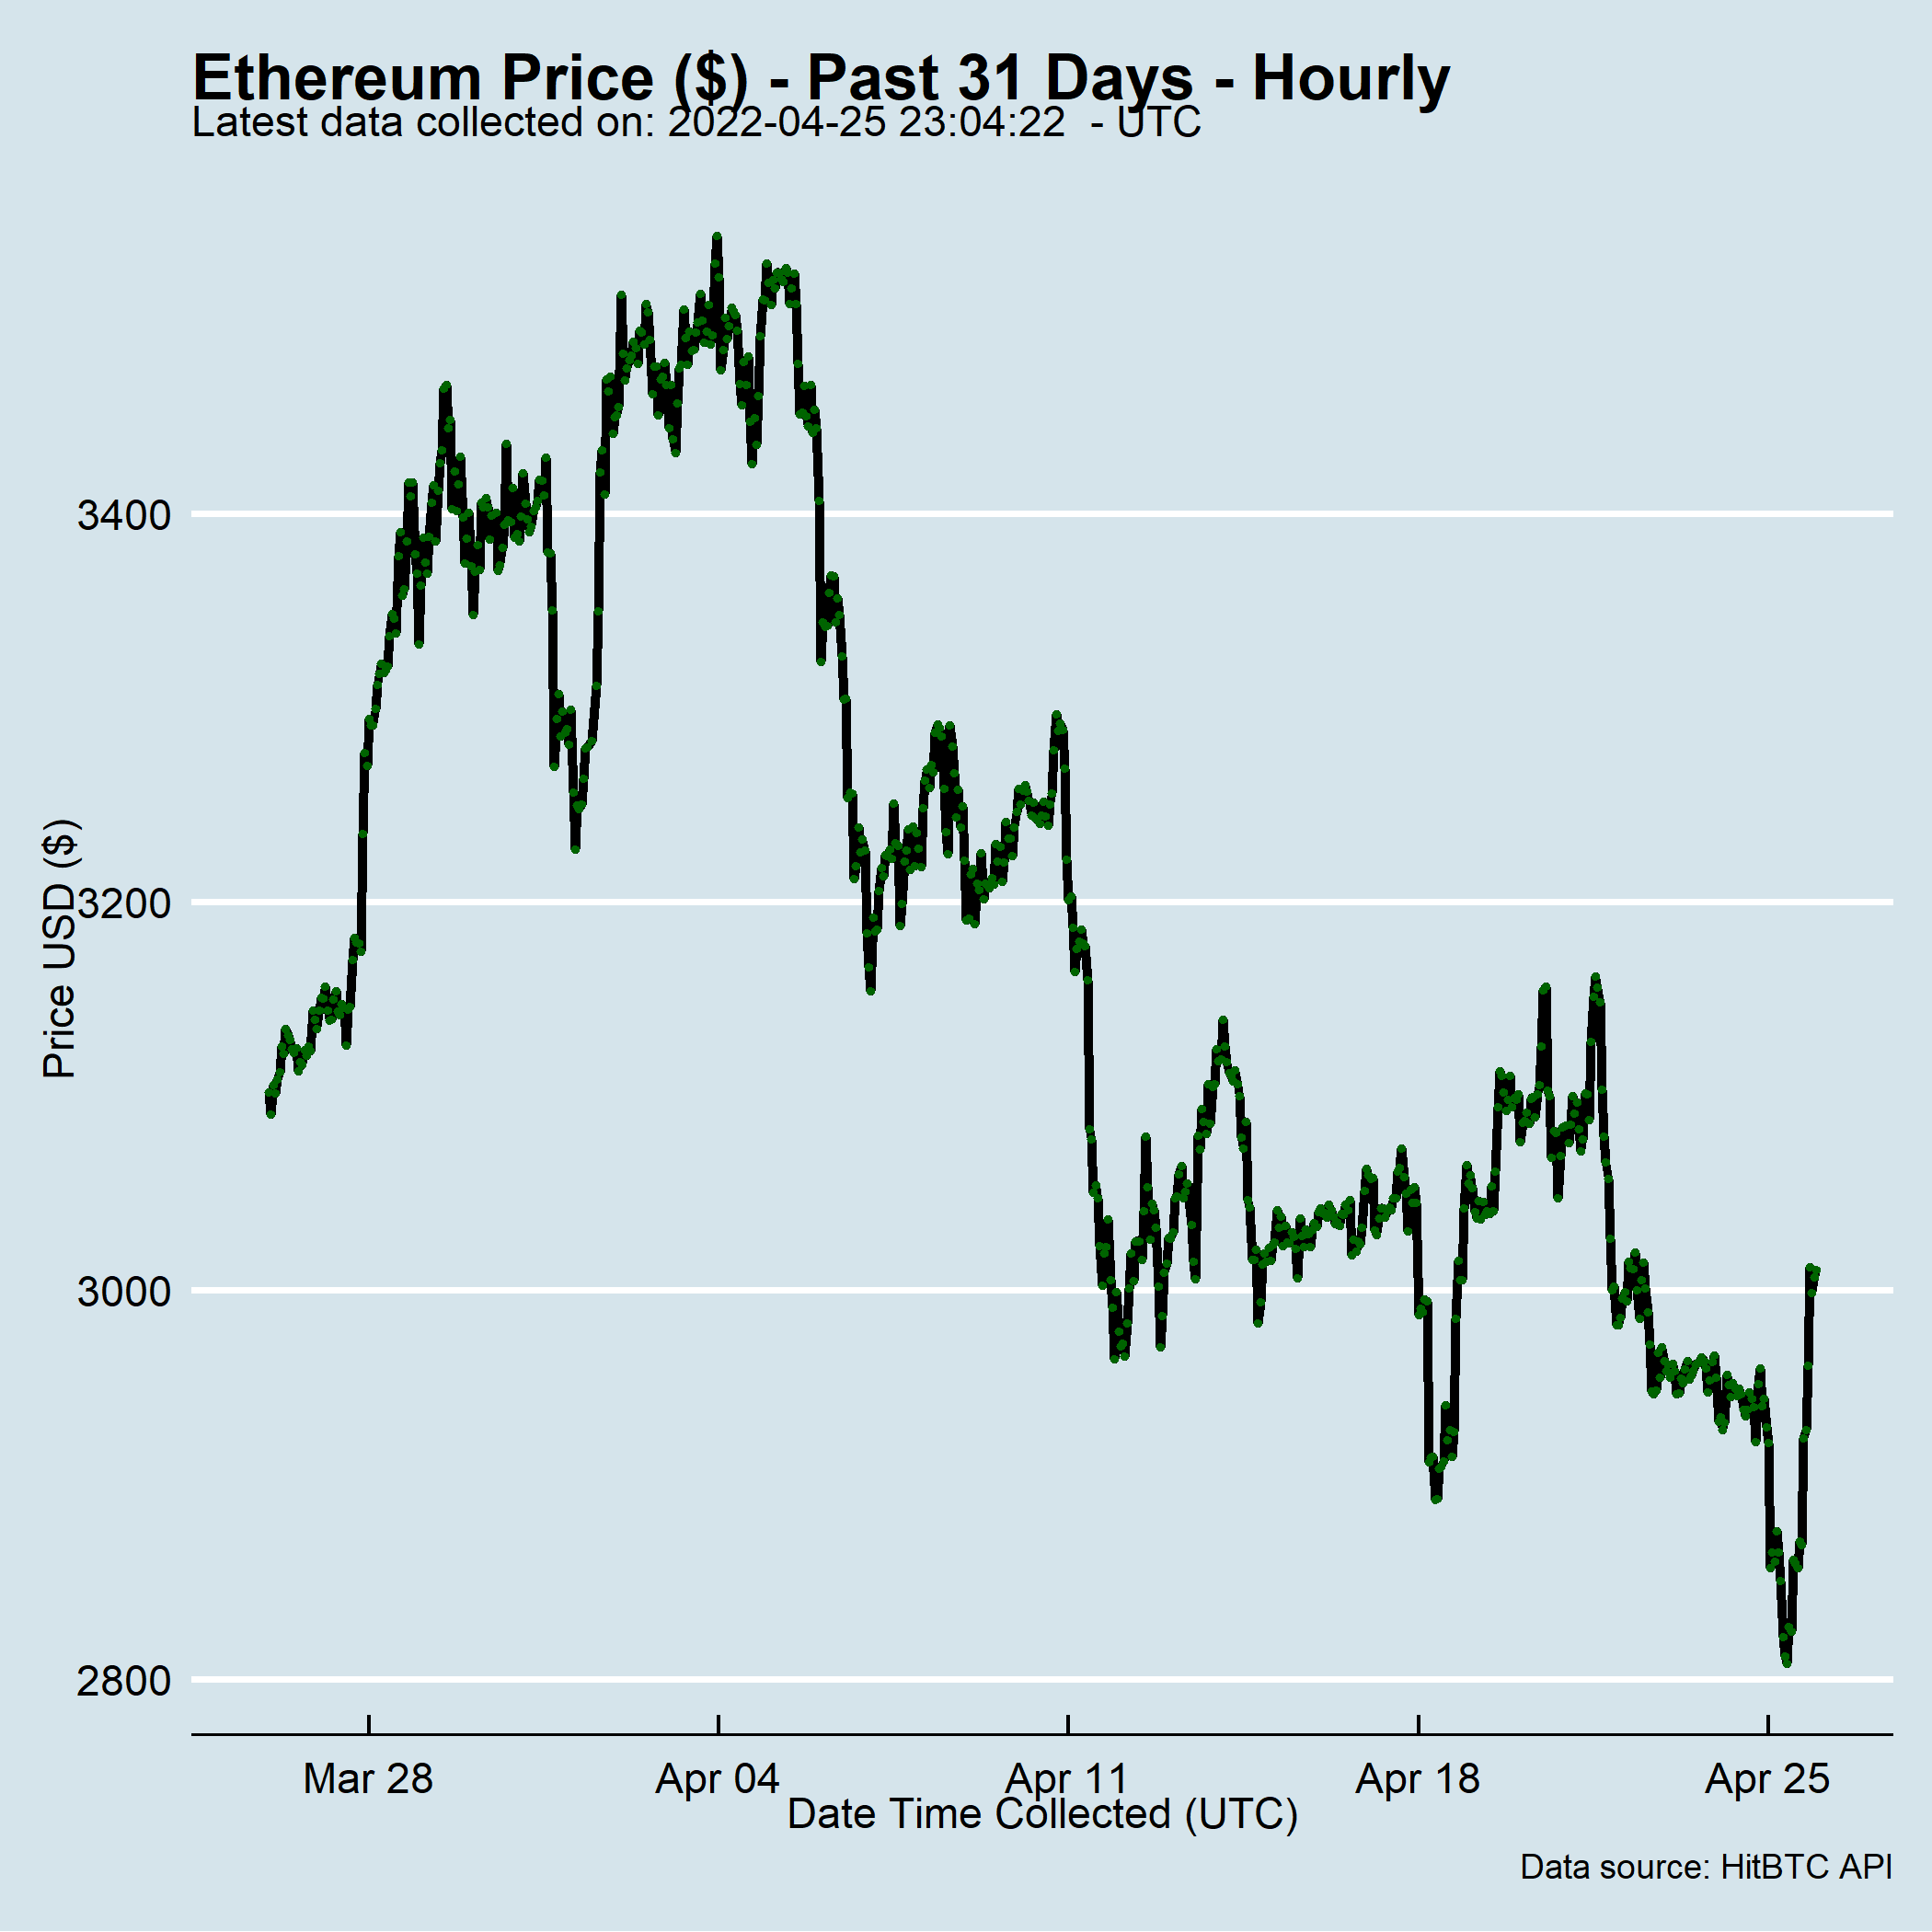 Ethereum Price ($) - Past 31 Days - Hourly
Latest data collected on: 2022-04-25 23:04:22  - UTC
Price USD ($)
3400
3200
3000
2800
Mar 28
Apr 04
Apr 11
Apr 18
Apr 25
Date Time Collected (UTC)
Data source: HitBTC API